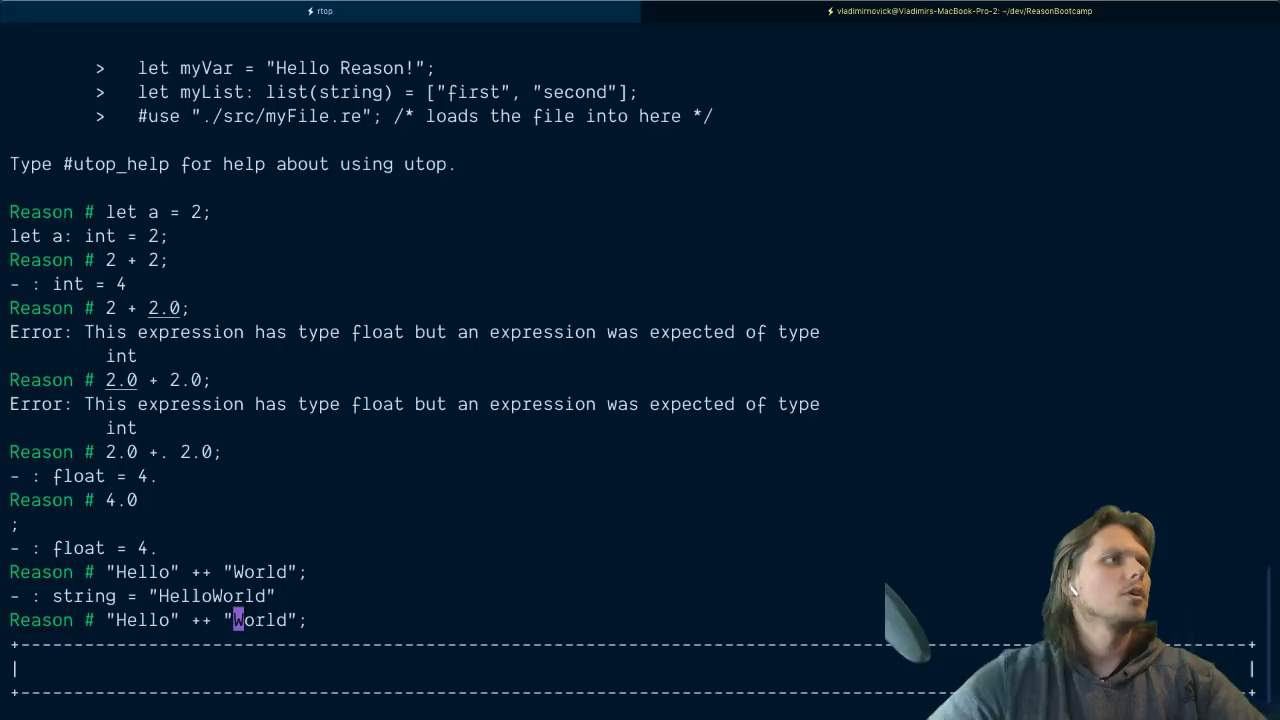 ⚡ rtop
⚡ vladimirnovick@Vladimirs-MacBook-Pro-2: ~/dev/ReasonBootcamp
> let myVar = "Hello Reason!";
> let myList: list(string) = ["first", "second"];
> #use "./src/myFile.re"; /* loads the file into here */
Type #utop_help for help about using utop.
Reason # let a = 2;
let a: int = 2;
Reason # 2 + 2;
- : int = 4
Reason # 2 + 2.0;
Error: This expression has type float but an expression was expected of type
int
Reason # 2.0 + 2.0;
Error: This expression has type float but an expression was expected of type
int
Reason # 2.0 +. 2.0;
- : float = 4.
Reason # 4.0
;
- : float = 4.
Reason # "Hello" ++ "World";
- : string = "HelloWorld"
Reason # "Hello" ++ "World";